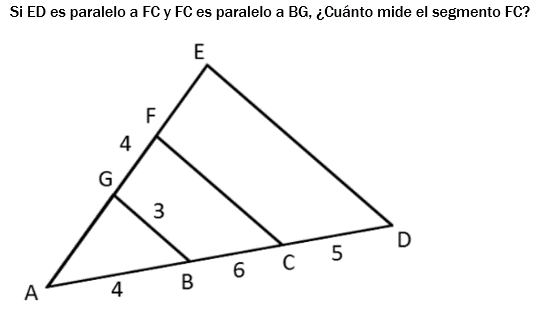 Si ED es paralelo a FC y FC es paralelo a BG, ¿Cuánto mide el segmento FC?
E
F
4
G
3
D
5
C
6
B
4
A